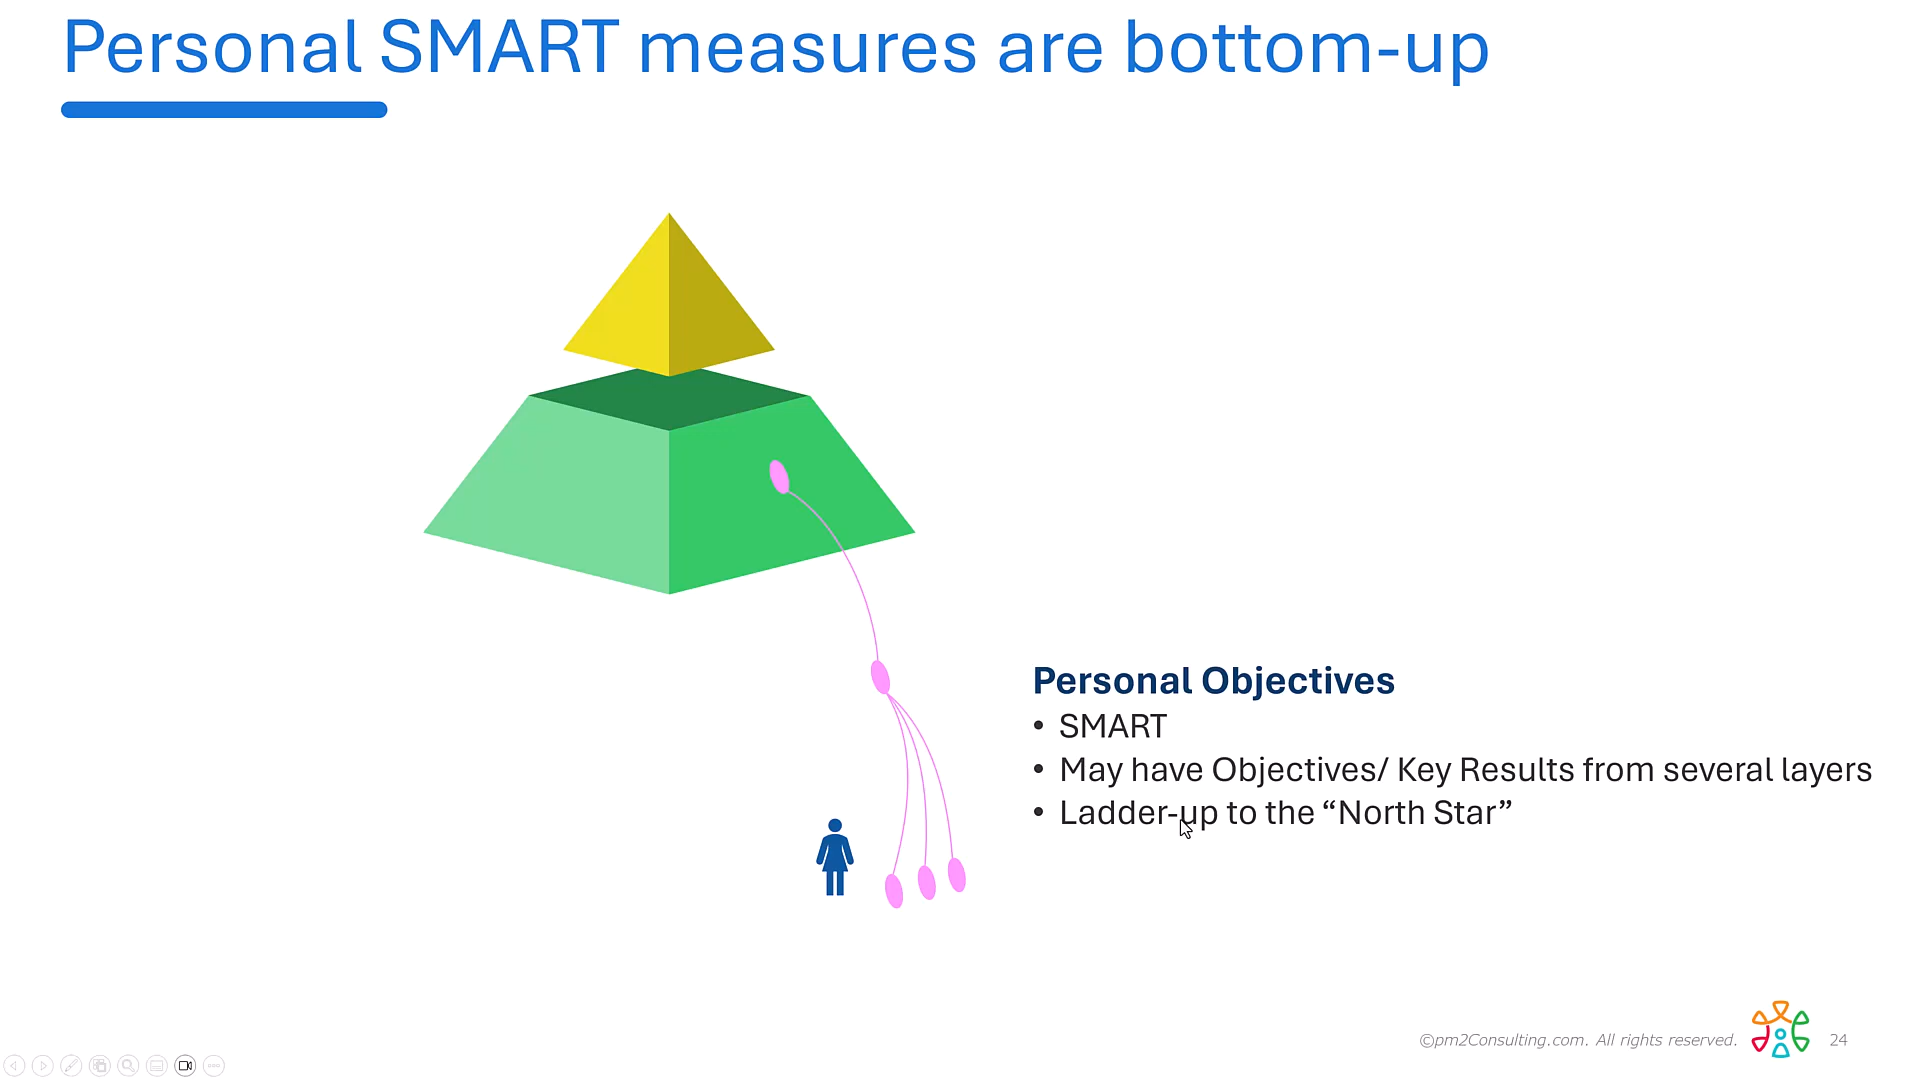 Personal SMART measures are bottom-up
Personal Objectives
• SMART
• May have Objectives/ Key Results from several layers
• Ladder-up to the “North Star”
©pm2Consulting.com. All rights reserved.
24